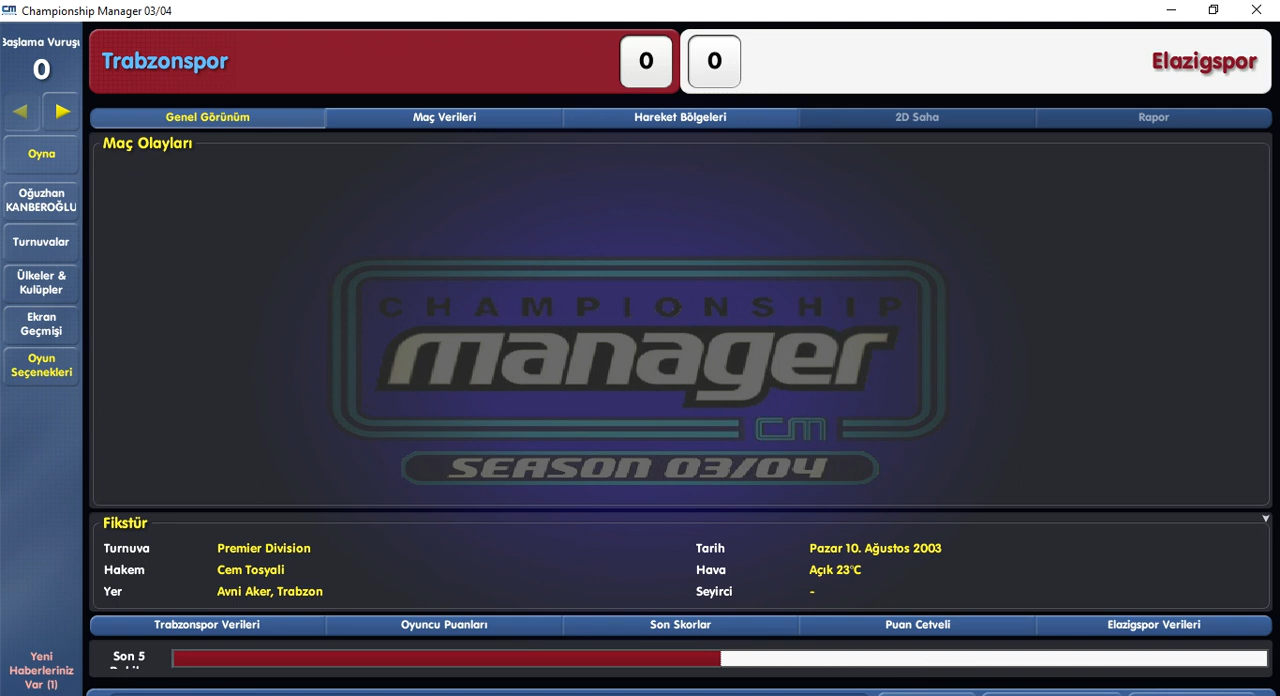 Championship Manager 03/04
Başlama Vuruşu
0
Trabzonspor
0
0
Elazigspor
Genel Görünüm
Maç Verileri
Hareket Bölgeleri
2D Saha
Rapor
Oyna
Oğuzhan
KANBEROĞLU
Turnuvalar
Ülkeler &
Kulüpler
Ekran
Geçmişi
Oyun
Seçenekleri
Maç Olayları
CHAMPIONSHIP
manager
cm
SEASON 03/04
Fikstür
Turnuva Premier Division
Tarih Pazar 10. Ağustos 2003
Hakem Cem Tosyali
Hava Açık 23°C
Yer Avni Aker, Trabzon
Seyirci -
Trabzonspor Verileri
Oyuncu Puanları
Son Skorlar
Puan Cetveli
Elazigspor Verileri
Son 5
Yeni
Haberleriniz
Var (1)